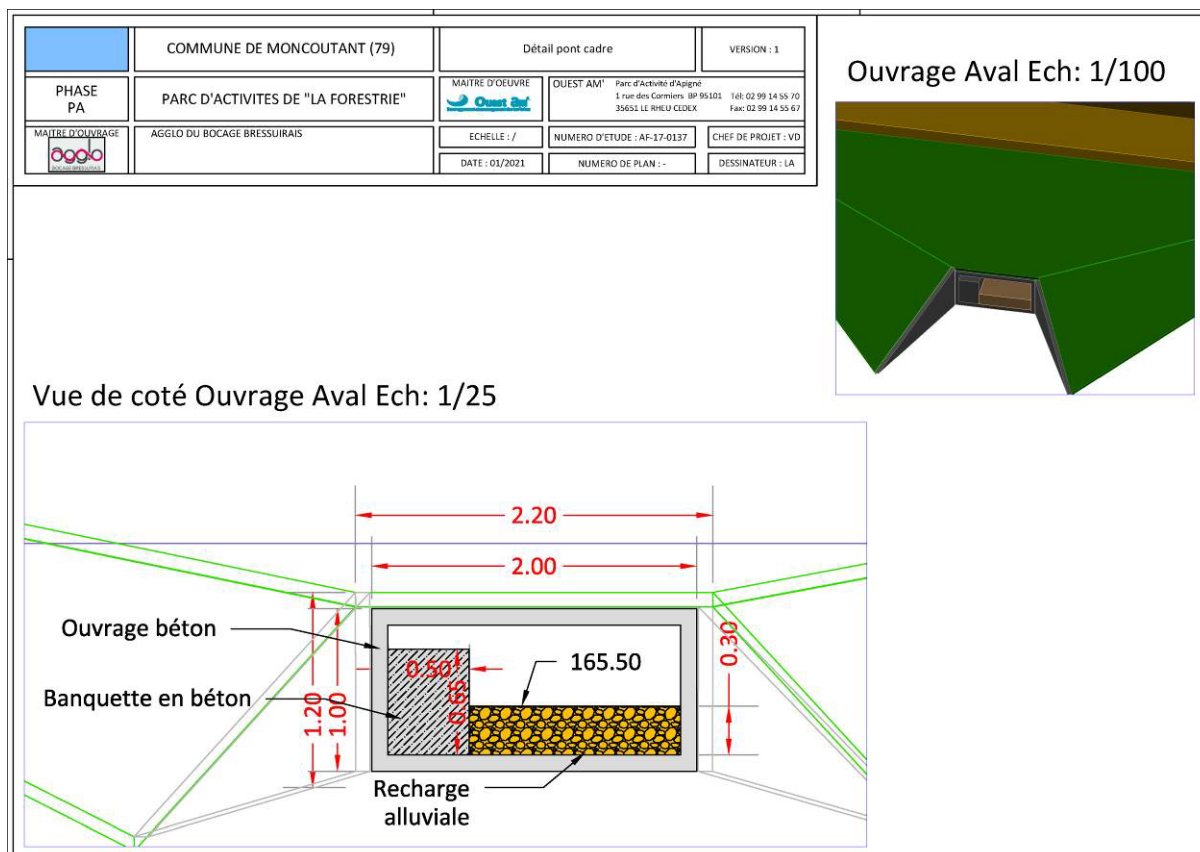 COMMUNE DE MONCOUTANT (79)
Détail pont cadre
VERSION : 1
PHASE
PA
PARC D'ACTIVITES DE "LA FORESTRIE"
MAITRE D'OEUVRE
Ouest am'
OUEST AM'
Parc d'Activité d'Apigné
1 rue des Cormiers BP 95101 Tél: 02 99 14 55 70
35651 LE RHEU CEDEX Fax: 02 99 14 55 67
MAITRE D'OUVRAGE
agglo
BOCAGE BRESSUIRAIS
AGGLO DU BOCAGE BRESSUIRAIS
ECHELLE : /
NUMERO D'ETUDE : AF-17-0137
CHEF DE PROJET : VD
DATE : 01/2021
NUMERO DE PLAN : -
DESSINATEUR : LA
Ouvrage Aval Ech: 1/100
Vue de coté Ouvrage Aval Ech: 1/25
2.20
2.00
Ouvrage béton
Banquette en béton
0.50
0.65
165.50
0.30
1.20
1.00
Recharge
alluviale